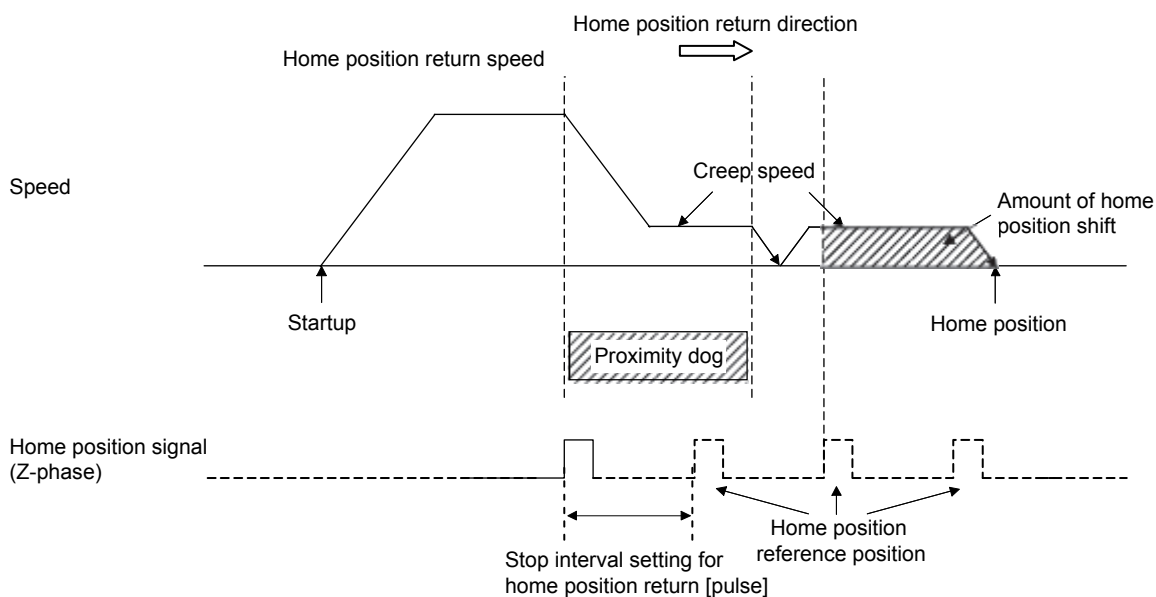 Home position return direction
Home position return speed
Creep speed
Speed
Amount of home
position shift
Startup
Home position
Proximity dog
Home position signal
(Z-phase)
Home position
reference position
Stop interval setting for
home position return [pulse]